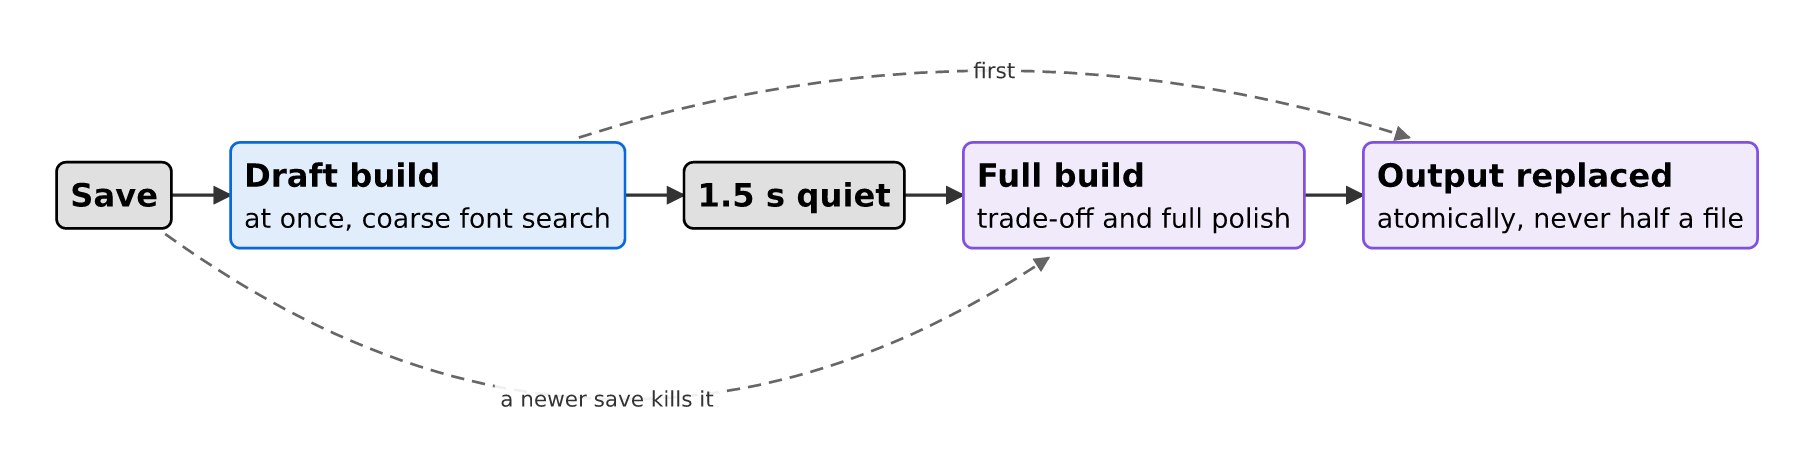 first
Save
Draft build
at once, coarse font search
1.5 s quiet
Full build
trade-off and full polish
Output replaced
atomically, never half a file
a newer save kills it